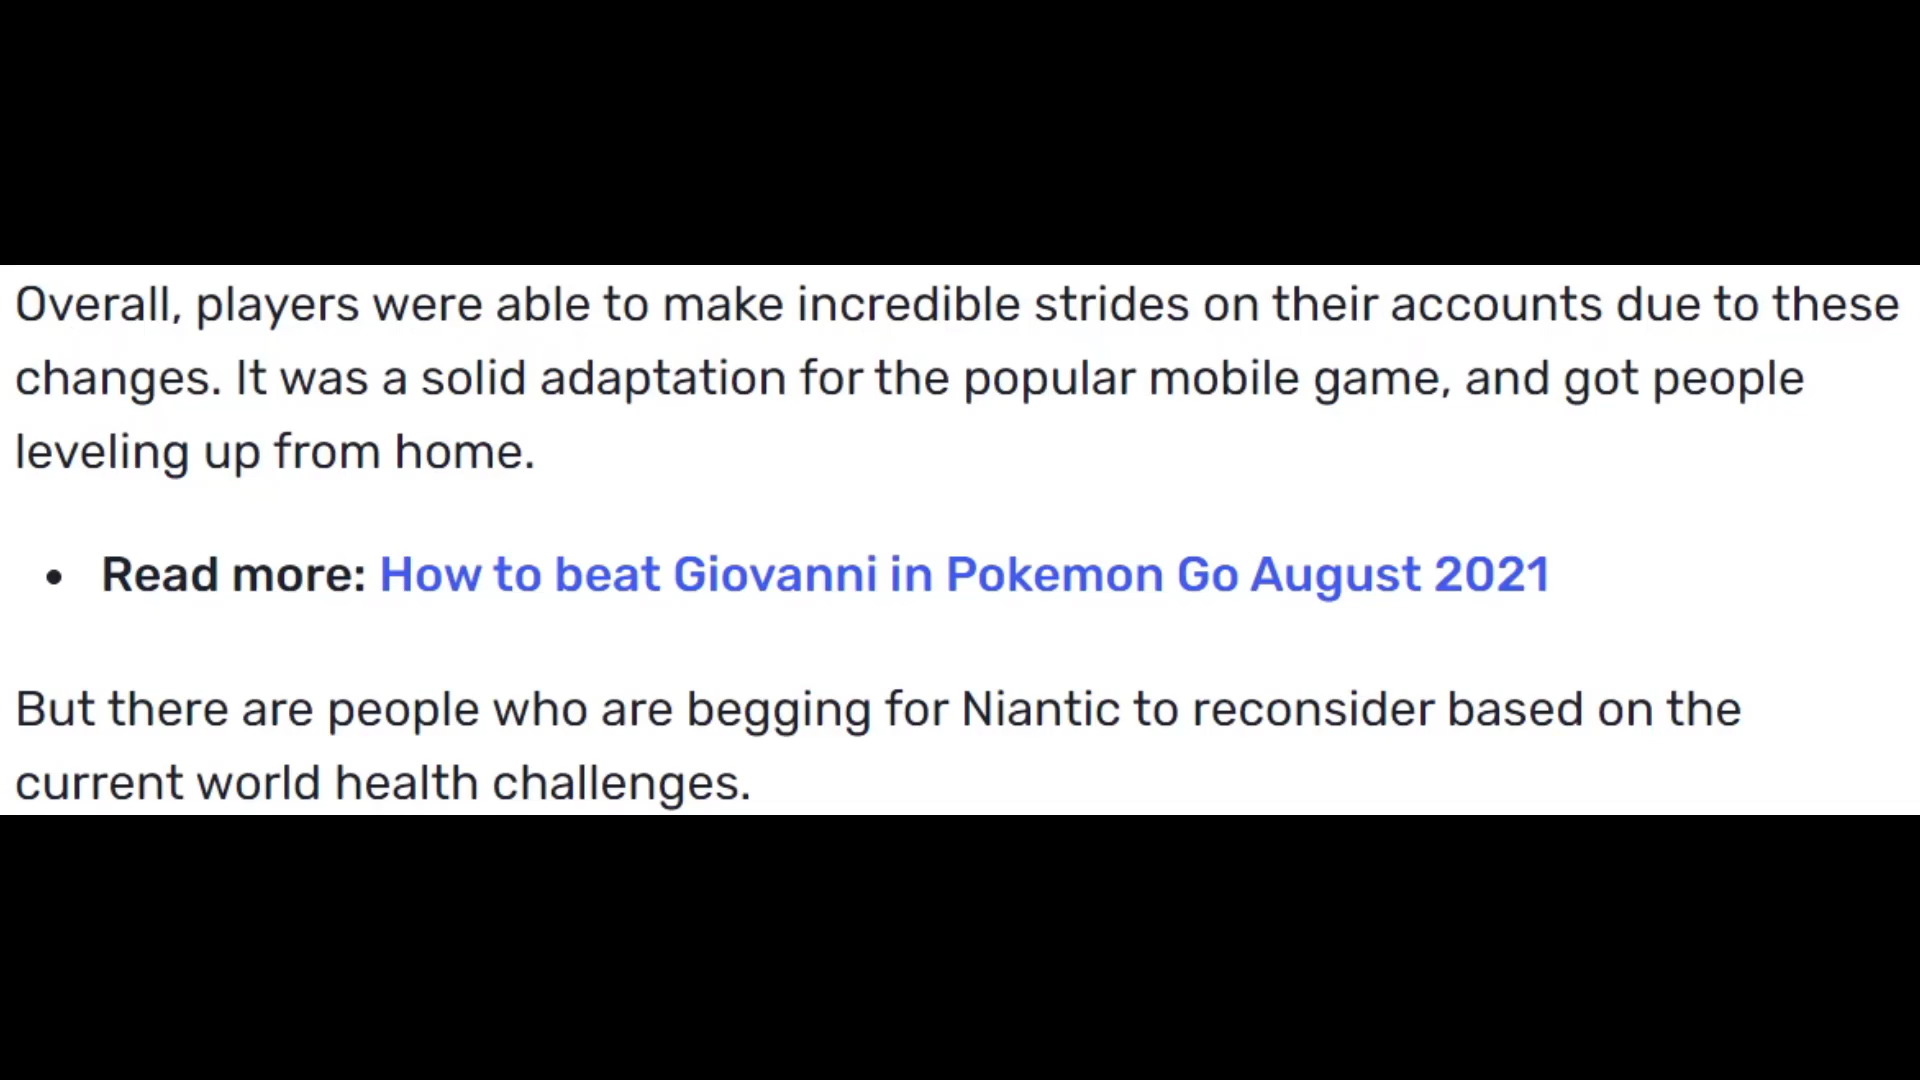 Overall, players were able to make incredible strides on their accounts due to these
changes. It was a solid adaptation for the popular mobile game, and got people
leveling up from home.
• Read more: How to beat Giovanni in Pokemon Go August 2021
But there are people who are begging for Niantic to reconsider based on the
current world health challenges.